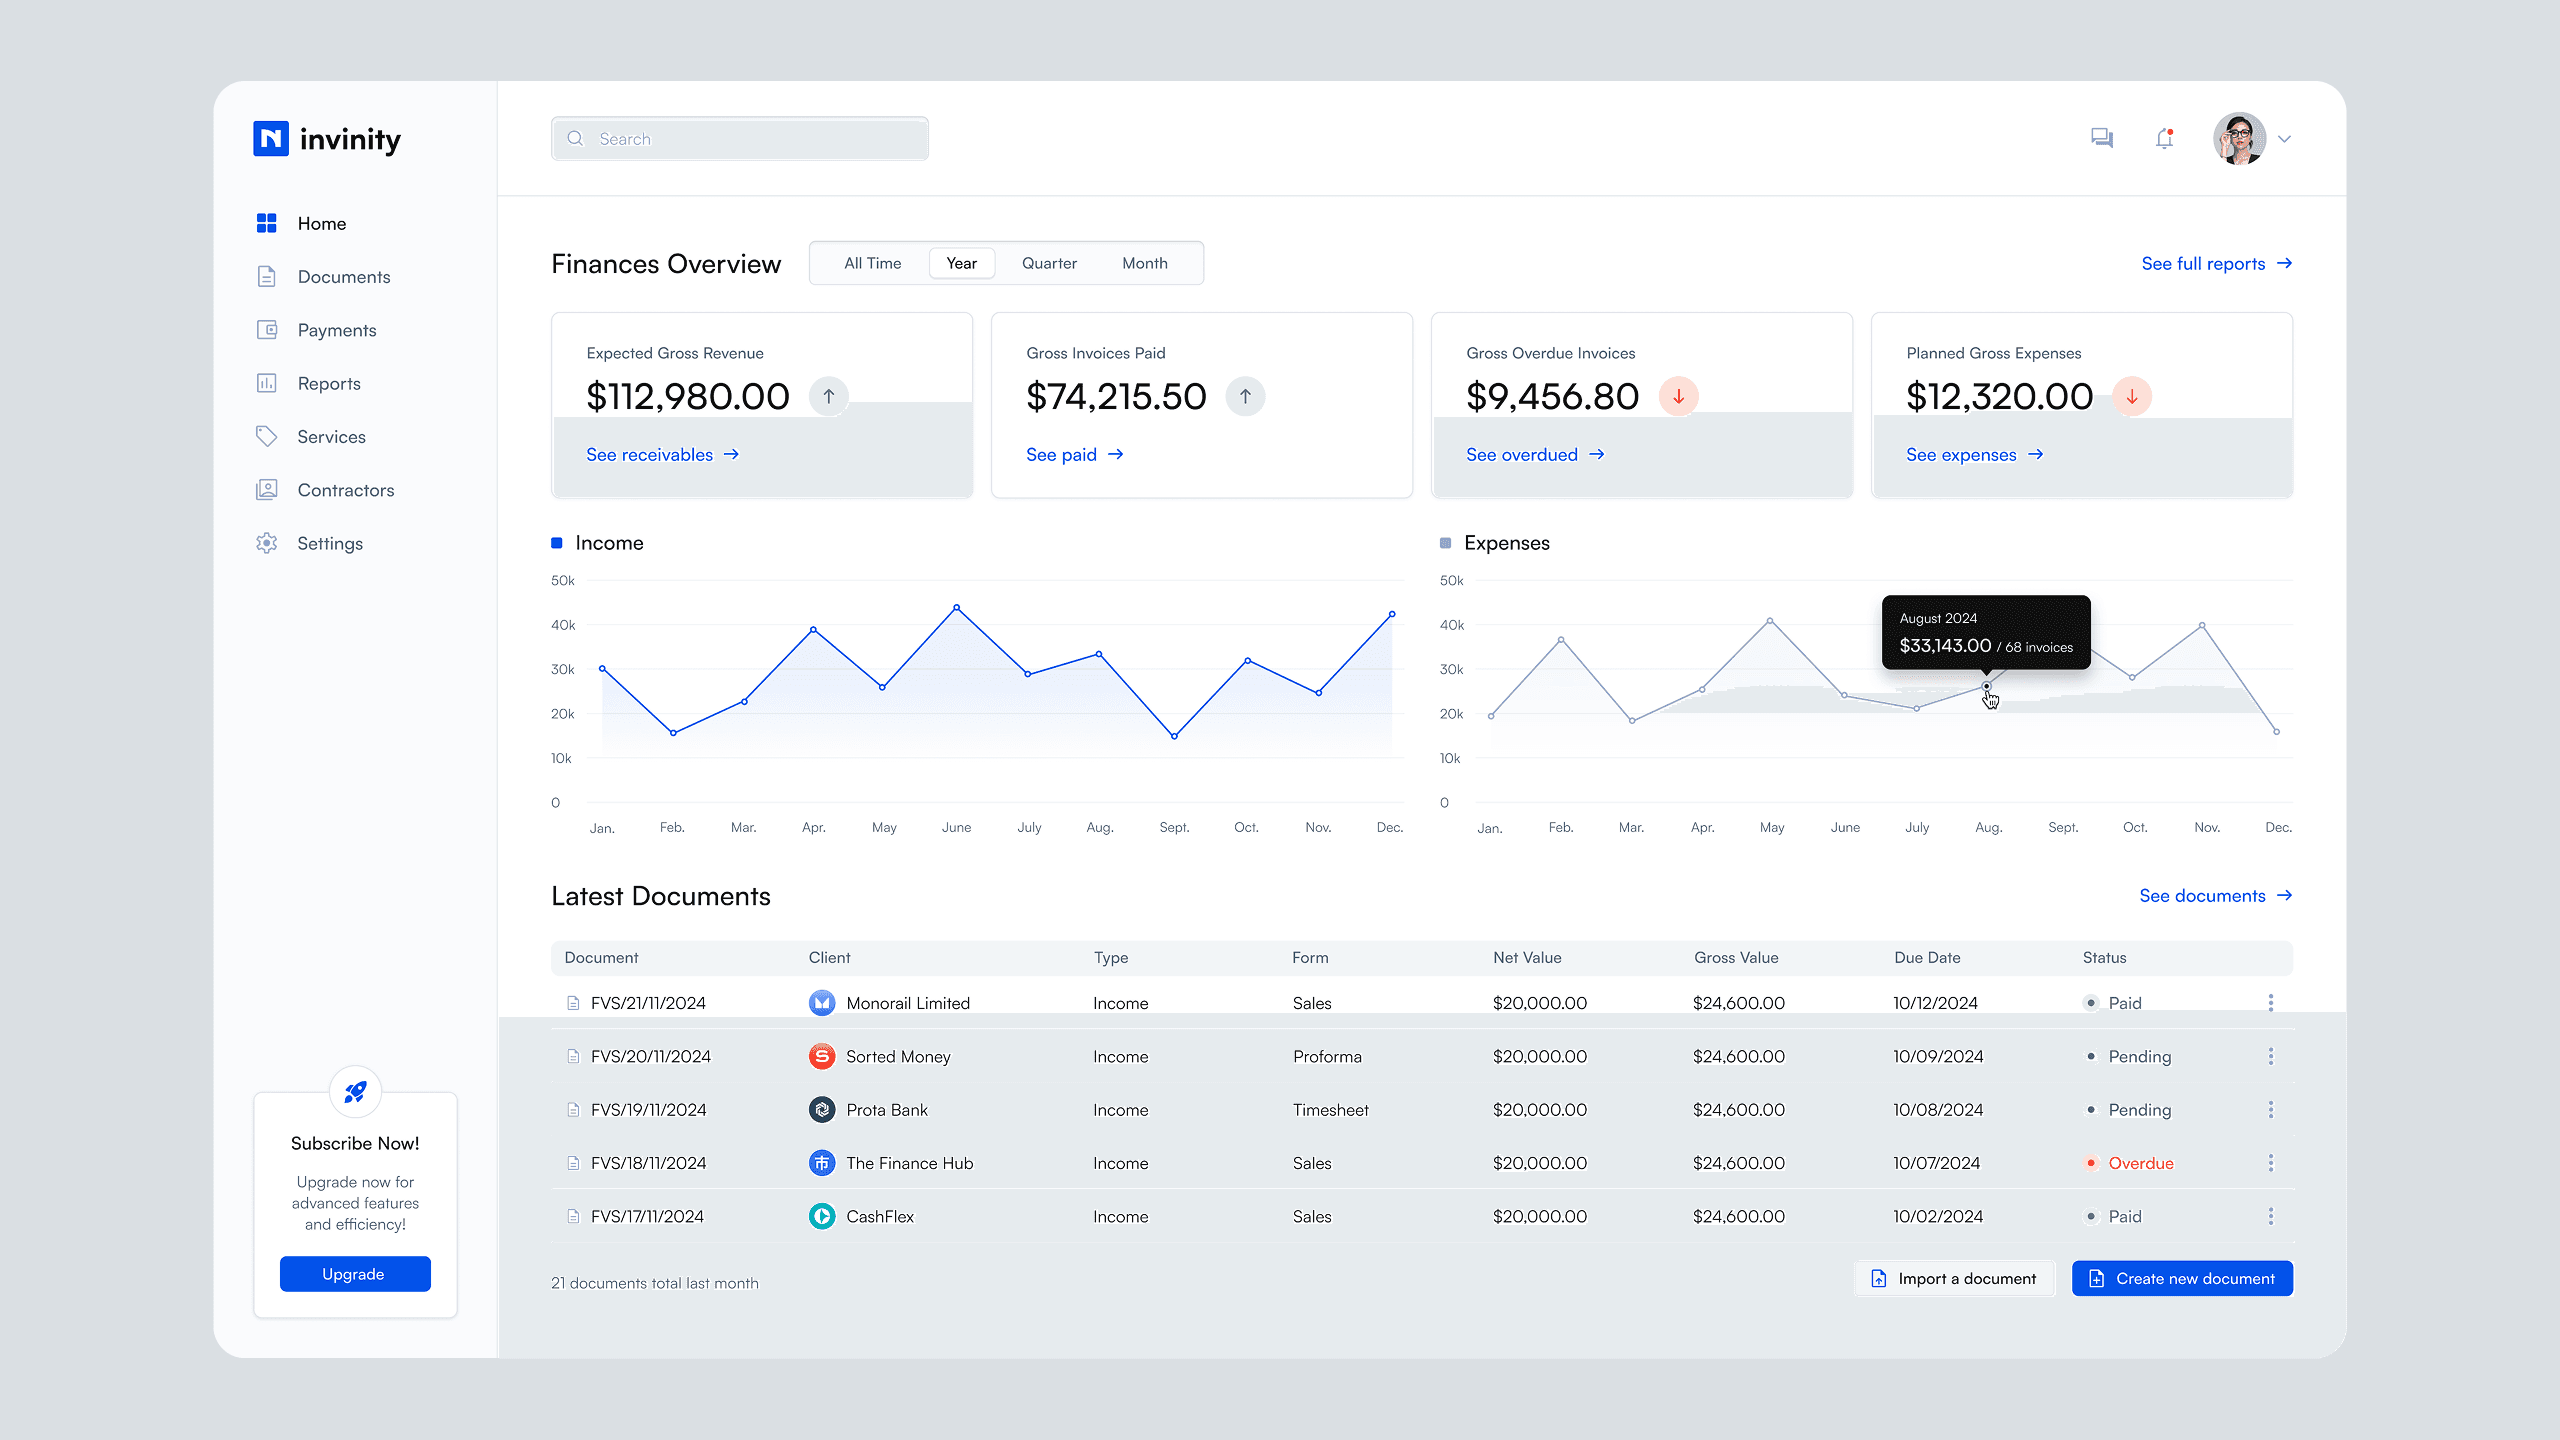 invinity
Search
Home
Documents
Payments
Reports
Services
Contractors
Settings
Subscribe Now!
Upgrade now for
advanced features
and efficiency!
Upgrade
Finances Overview
All Time Year Quarter Month
See full reports
Expected Gross Revenue
$112,980.00
See receivables
Gross Invoices Paid
$74,215.50
See paid
Gross Overdue Invoices
$9,456.80
See overdued
Planned Gross Expenses
$12,320.00
See expenses
Income
50k
40k
30k
20k
10k
0
Jan. Feb. Mar. Apr. May June July Aug. Sept. Oct. Nov. Dec.
Expenses
50k
40k
30k
20k
10k
0
August 2024
$33,143.00 / 68 invoices
Jan. Feb. Mar. Apr. May June July Aug. Sept. Oct. Nov. Dec.
Latest Documents
See documents
Document Client Type Form Net Value Gross Value Due Date Status
FVS/21/11/2024 Monorail Limited Income Sales $20,000.00 $24,600.00 10/12/2024 Paid
FVS/20/11/2024 Sorted Money Income Proforma $20,000.00 $24,600.00 10/09/2024 Pending
FVS/19/11/2024 Prota Bank Income Timesheet $20,000.00 $24,600.00 10/08/2024 Pending
FVS/18/11/2024 The Finance Hub Income Sales $20,000.00 $24,600.00 10/07/2024 Overdue
FVS/17/11/2024 CashFlex Income Sales $20,000.00 $24,600.00 10/02/2024 Paid
21 documents total last month
Import a document
Create new document